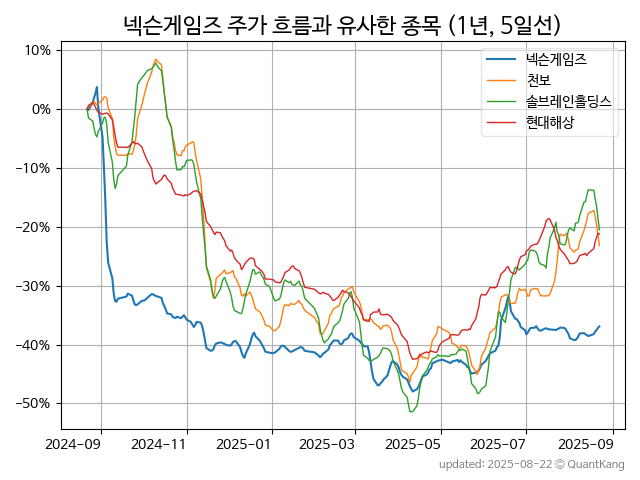 넥슨게임즈 주가 흐름과 유사한 종목 (1년, 5일선)
넥슨게임즈
천보
솔브레인홀딩스
현대해상
10%
0%
−10%
−20%
−30%
−40%
−50%
2024-09 2024-11 2025-01 2025-03 2025-05 2025-07 2025-09
updated: 2025-08-22 © QuantKang